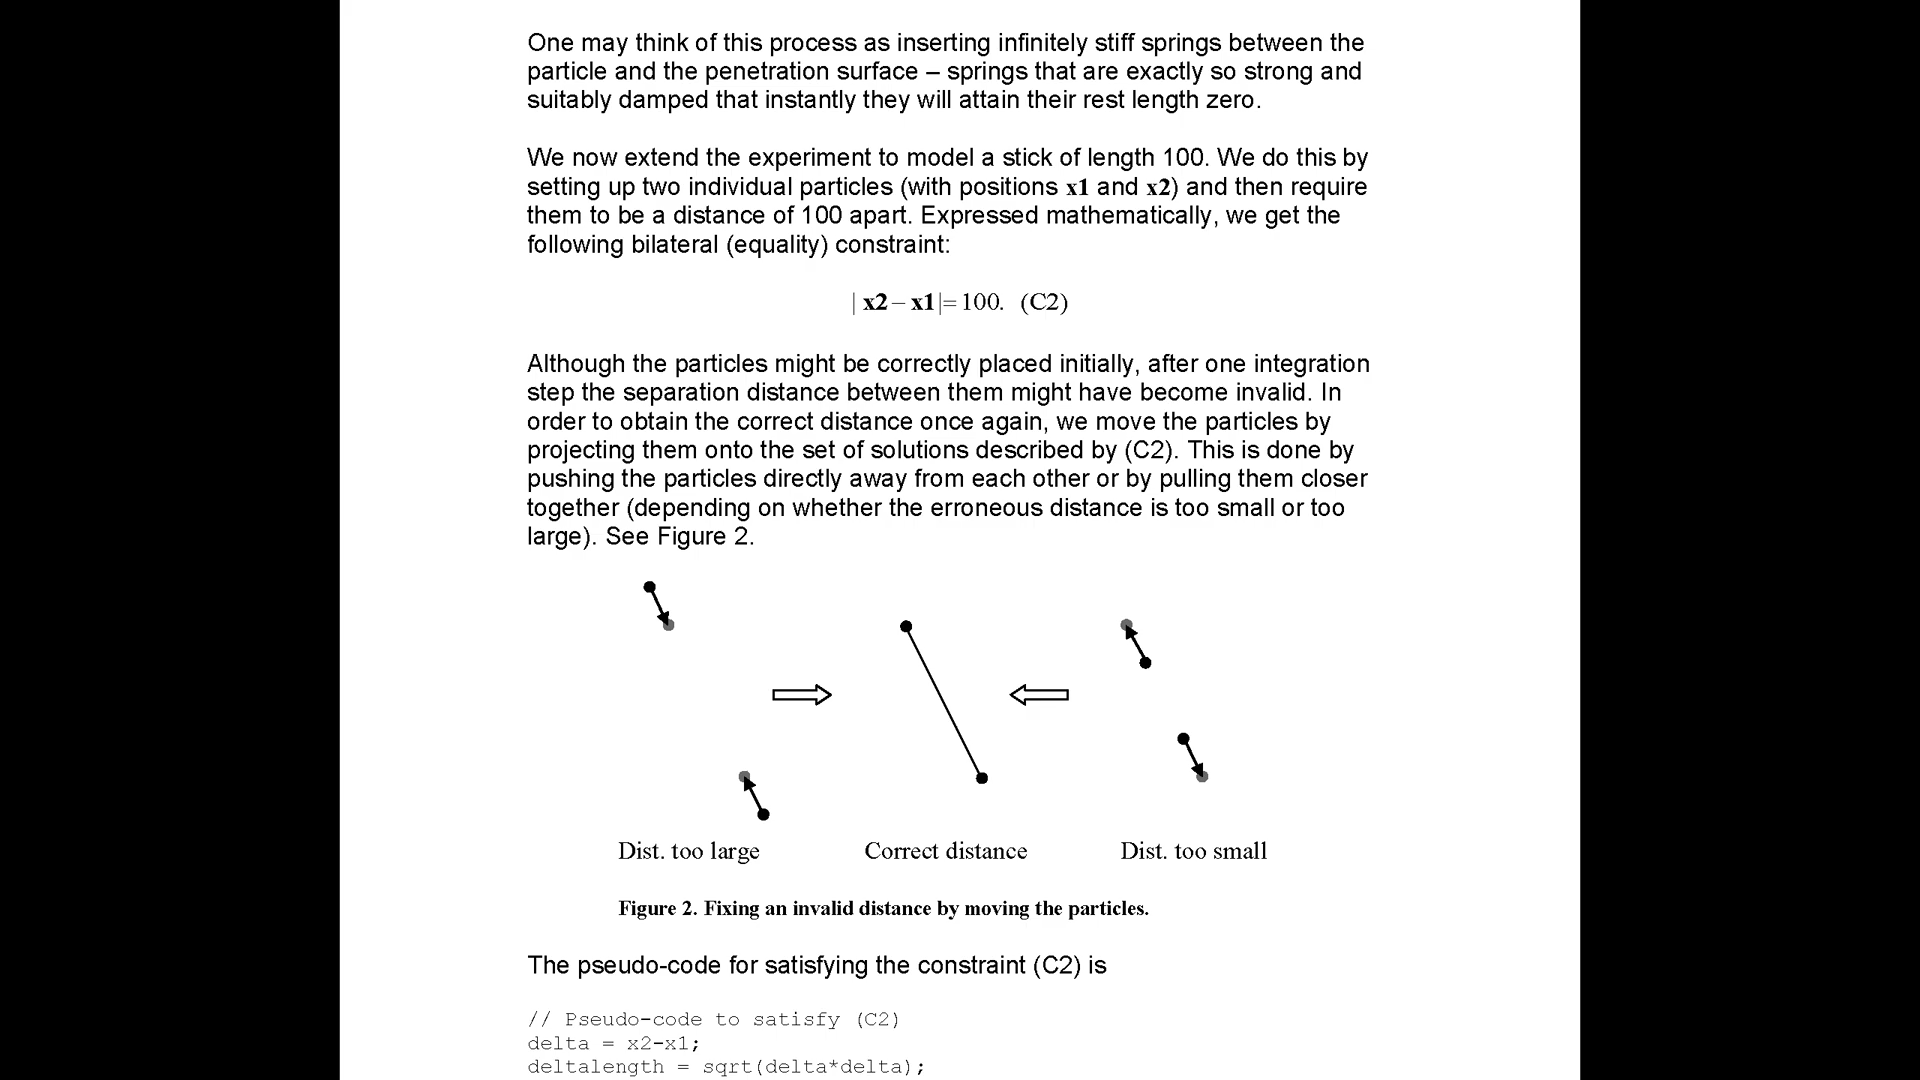 One may think of this process as inserting infinitely stiff springs between the
particle and the penetration surface – springs that are exactly so strong and
suitably damped that instantly they will attain their rest length zero.
We now extend the experiment to model a stick of length 100. We do this by
setting up two individual particles (with positions x1 and x2) and then require
them to be a distance of 100 apart. Expressed mathematically, we get the
following bilateral (equality) constraint:
| x2 – x1 |= 100. (C2)
Although the particles might be correctly placed initially, after one integration
step the separation distance between them might have become invalid. In
order to obtain the correct distance once again, we move the particles by
projecting them onto the set of solutions described by (C2). This is done by
pushing the particles directly away from each other or by pulling them closer
together (depending on whether the erroneous distance is too small or too
large). See Figure 2.
Dist. too large Correct distance Dist. too small
Figure 2. Fixing an invalid distance by moving the particles.
The pseudo-code for satisfying the constraint (C2) is
// Pseudo-code to satisfy (C2)
delta = x2-x1;
deltalength = sqrt(delta*delta);